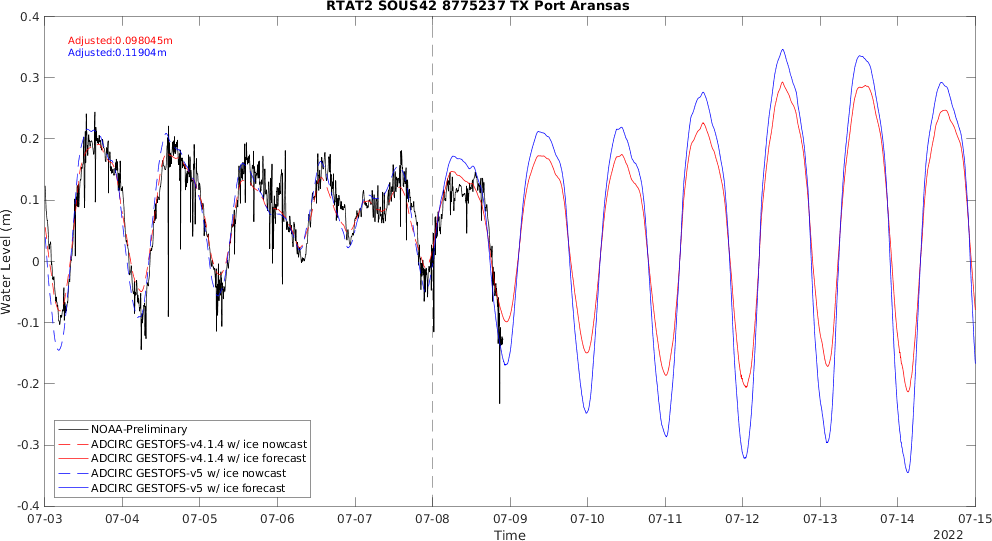 RTAT2 SOUS42 8775237 TX Port Aransas
Adjusted:0.098045m
Adjusted:0.11904m
0.4
0.3
0.2
0.1
0
-0.1
-0.2
-0.3
-0.4
Water Level (m)
NOAA-Preliminary
ADCIRC GESTOFS-v4.1.4 w/ ice nowcast
ADCIRC GESTOFS-v4.1.4 w/ ice forecast
ADCIRC GESTOFS-v5 w/ ice nowcast
ADCIRC GESTOFS-v5 w/ ice forecast
07-03 07-04 07-05 07-06 07-07 07-08 07-09 07-10 07-11 07-12 07-13 07-14 07-15
Time
2022